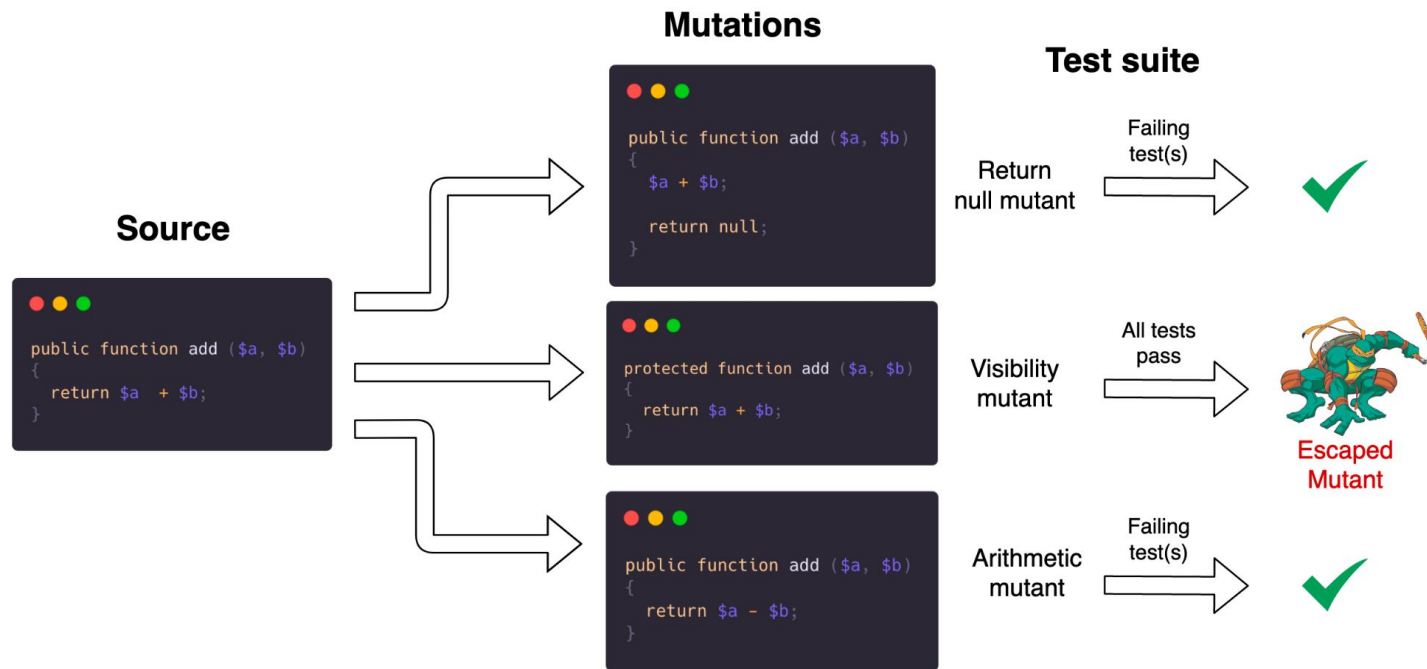 Mutations
Test suite
Source
public function add ($a, $b)
{
return $a  + $b;
}
public function add ($a, $b)
{
$a + $b;
return null;
}
Return
null mutant
Failing
test(s)
protected function add ($a, $b)
{
return $a + $b;
}
Visibility
mutant
All tests
pass
Escaped
Mutant
public function add ($a, $b)
{
return $a - $b;
}
Arithmetic
mutant
Failing
test(s)